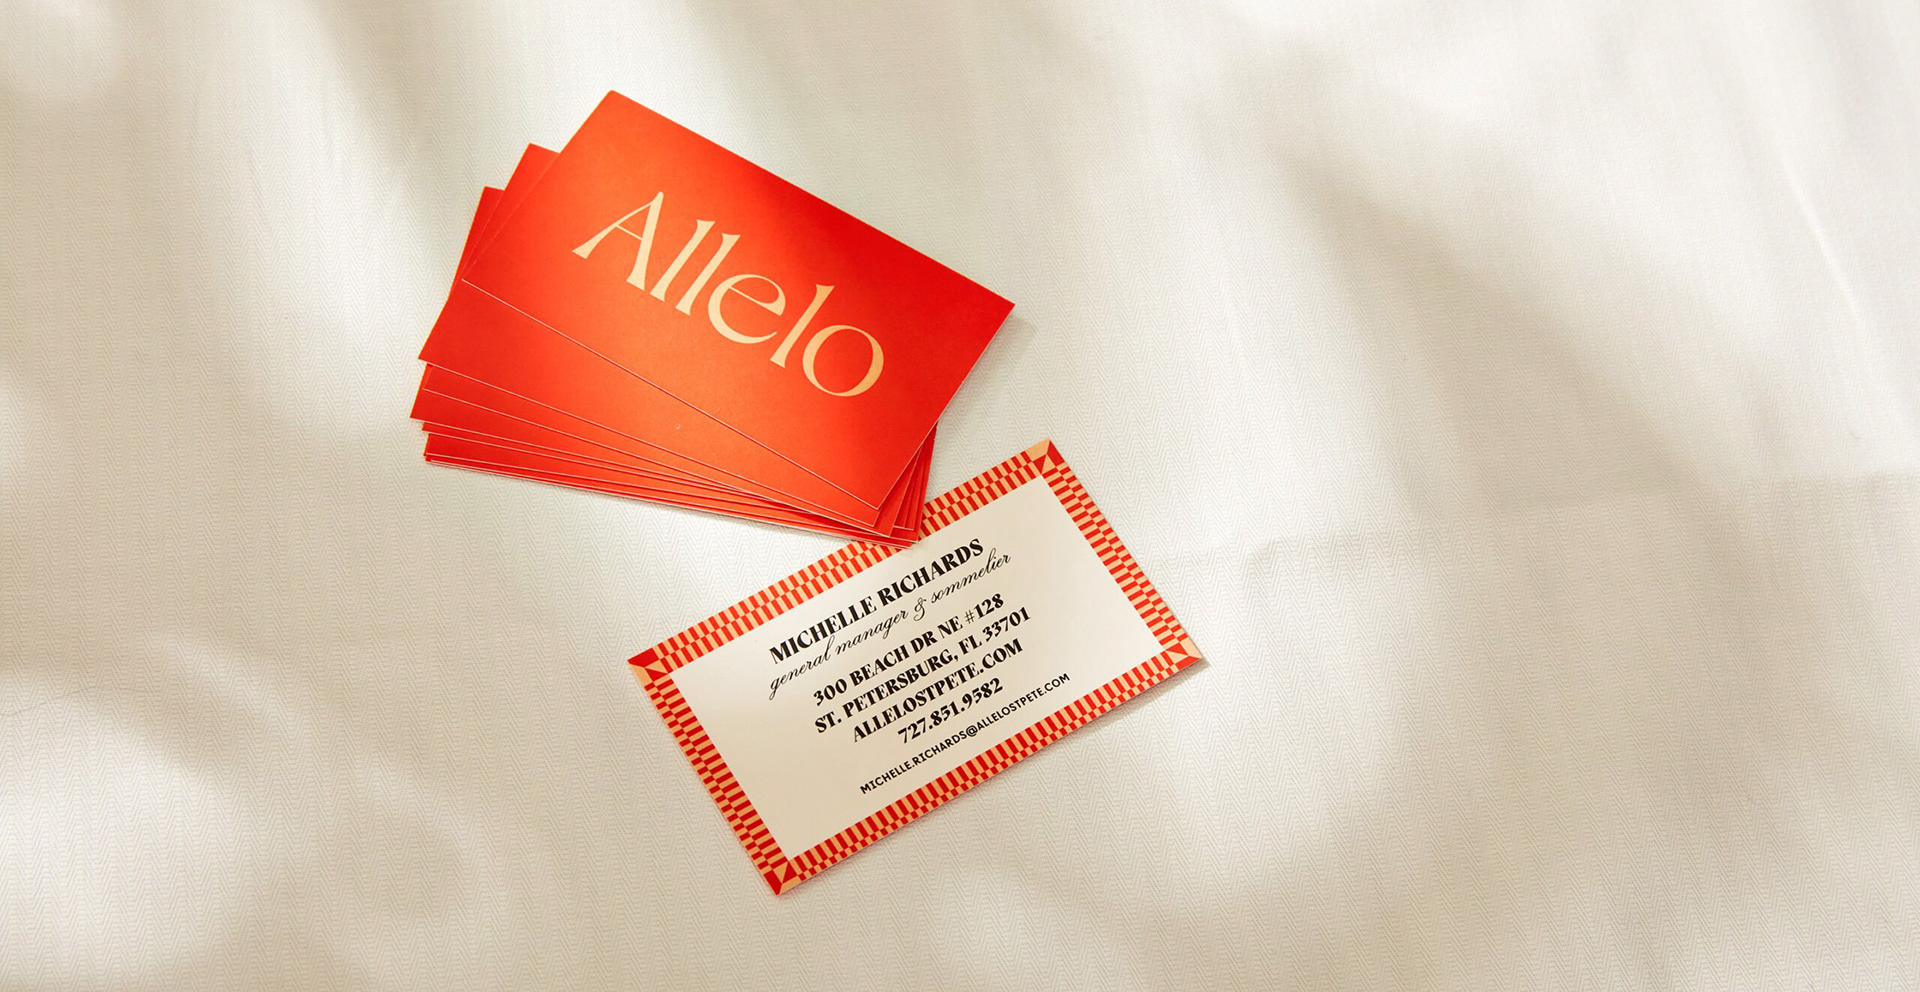 Allelo
MICHELLE RICHARDS
general manager & sommelier
300 BEACH DR NE #128
ST. PETERSBURG, FL 33701
ALLELOSTPETE.COM
727.851.9582
MICHELLE.RICHARDS@ALLELOSTPETE.COM